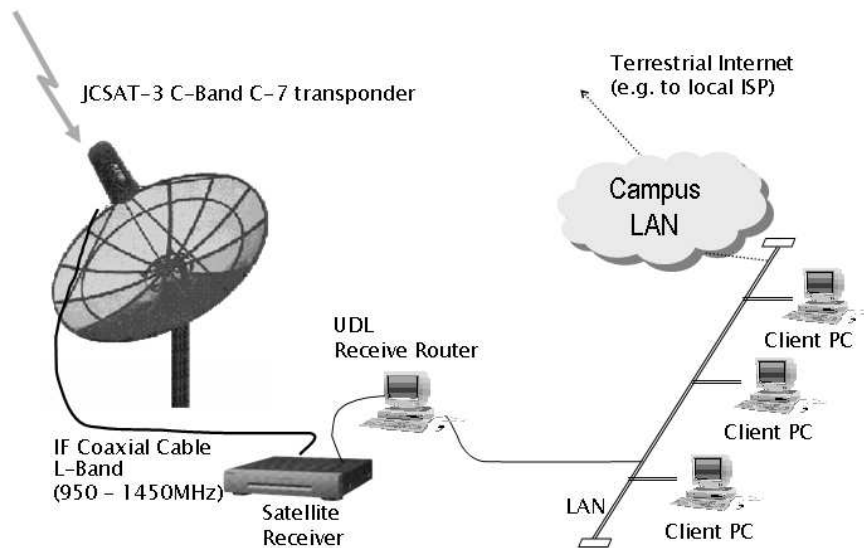 JCSAT-3 C-Band C-7 transponder
Terrestrial Internet
(e.g. to local ISP)
Campus
LAN
UDL
Receive Router
Client PC
Client PC
IF Coaxial Cable
L-Band
(950 - 1450MHz)
Satellite
Receiver
LAN
Client PC